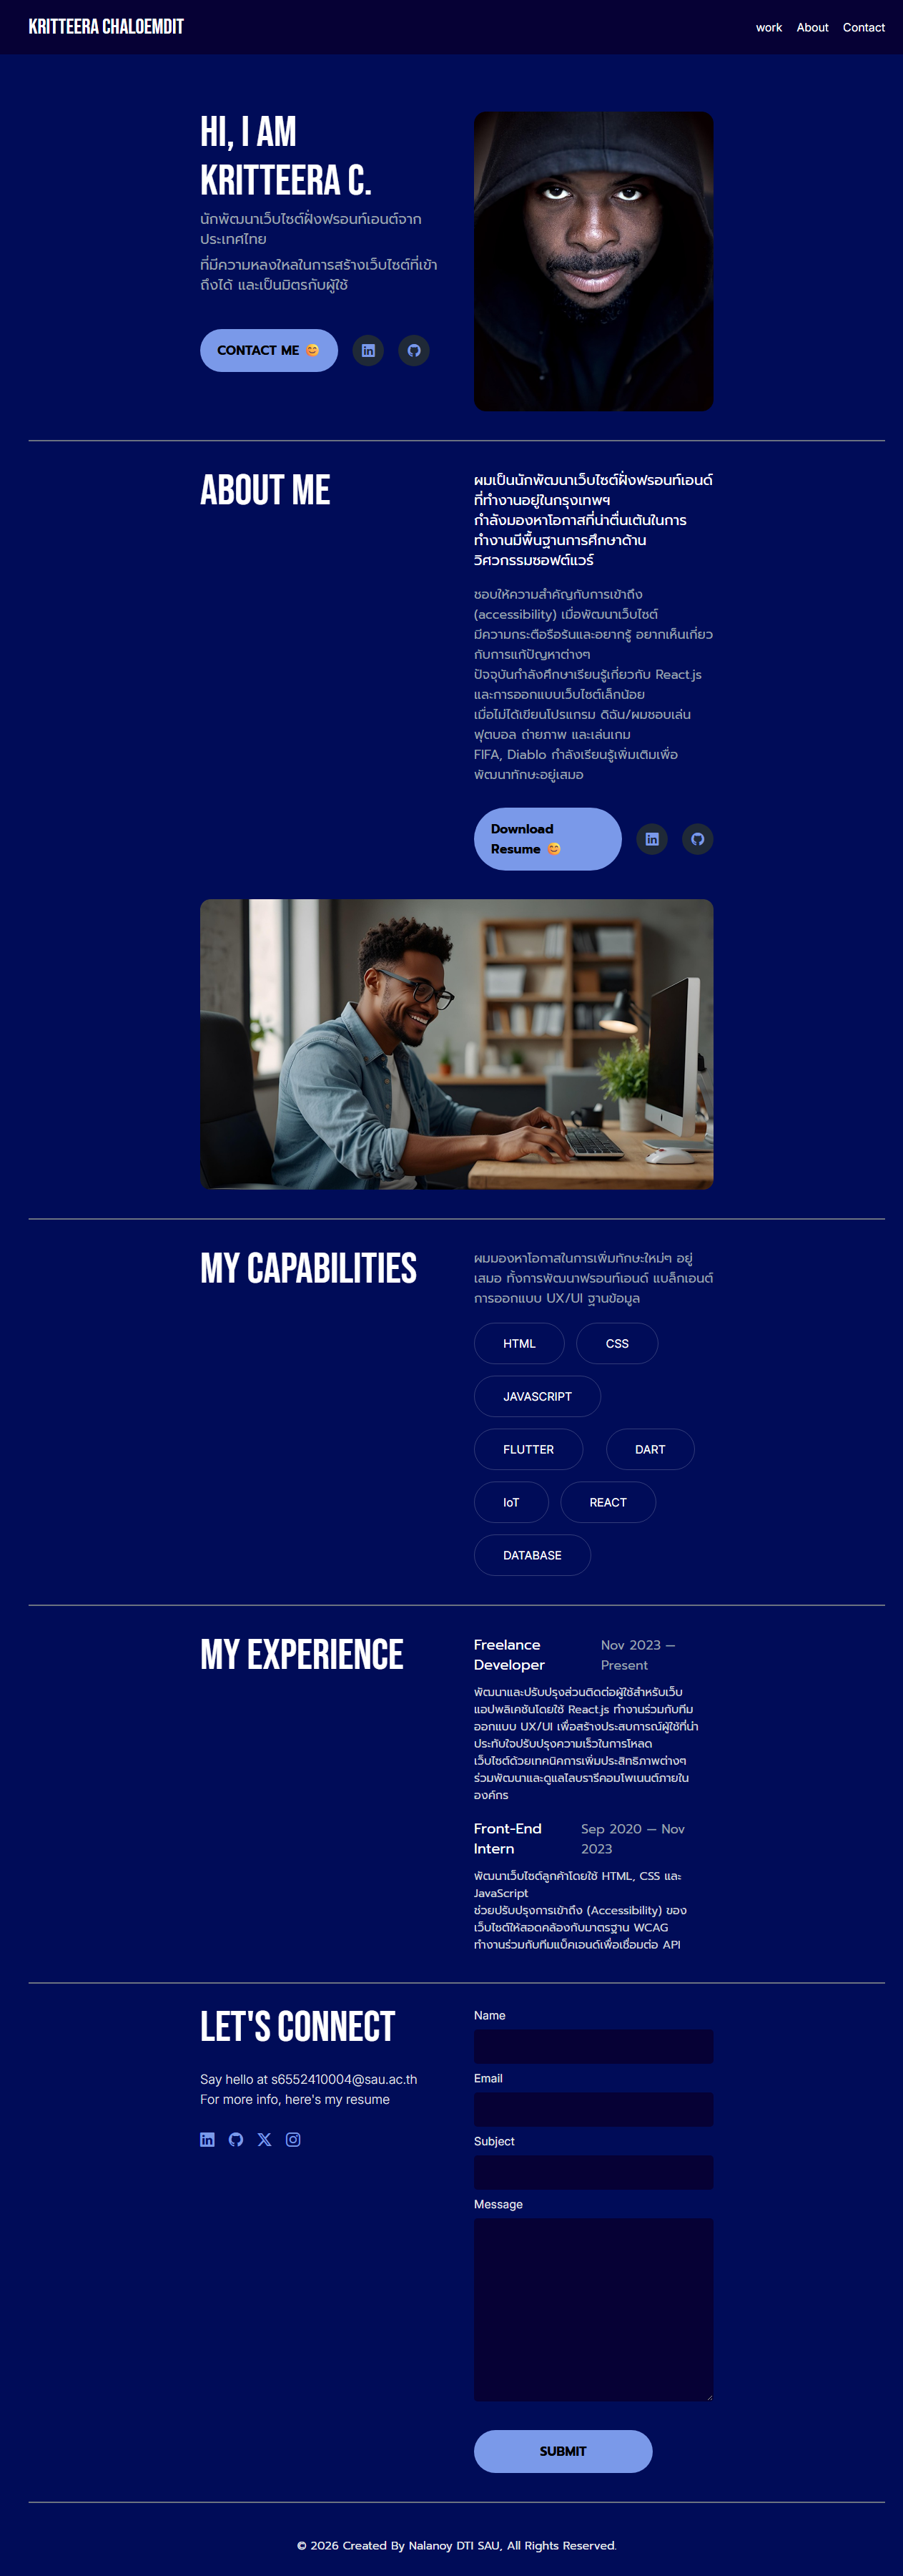 KRITTEERA CHALOEMDIT
work About Contact
HI, I AM
KRITTEERA C.
นักพัฒนาเว็บไซต์ฝั่งฟรอนท์เอนต์จาก
ประเทศไทย
ที่มีความหลงใหลในการสร้างเว็บไซต์ที่เข้า
ถึงได้ และเป็นมิตรกับผู้ใช้
CONTACT ME 😊
ABOUT ME
ผมเป็นนักพัฒนาเว็บไซต์ฝั่งฟรอนท์เอนด์
ที่ทำงานอยู่ในกรุงเทพฯ
กำลังมองหาโอกาสที่น่าตื่นเต้นในการ
ทำงานมีพื้นฐานการศึกษาด้าน
วิศวกรรมซอฟต์แวร์
ชอบให้ความสำคัญกับการเข้าถึง
(accessibility) เมื่อพัฒนาเว็บไซต์
มีความกระตือรือรันและอยากรู้ อยากเห็นเกี่ยว
กับการแก้ปัญหาต่างๆ
ปัจจุบันกำลังศึกษาเรียนรู้เกี่ยวกับ React.js
และการออกแบบเว็บไซต์เล็กน้อย
เมื่อไม่ได้เขียนโปรแกรม ดิฉัน/ผมชอบเล่น
ฟุตบอล ถ่ายภาพ และเล่นเกม
FIFA, Diablo กำลังเรียนรู้เพิ่มเติมเพื่อ
พัฒนาทักษะอยู่เสมอ
Download
Resume 😊
MY CAPABILITIES
ผมมองหาโอกาสในการเพิ่มทักษะใหม่ๆ อยู่
เสมอ ทั้งการพัฒนาฟรอนท์เอนด์ แบล็กเอนต์
การออกแบบ UX/UI ฐานข้อมูล
HTML CSS
JAVASCRIPT
FLUTTER DART
IoT REACT
DATABASE
MY EXPERIENCE
Freelance
Developer
Nov 2023 —
Present
พัฒนาและปรับปรุงส่วนติดต่อผู้ใช้สำหรับเว็บ
แอปพลิเคชันโดยใช้ React.js ทำงานร่วมกับทีม
ออกแบบ UX/UI เพื่อสร้างประสบการณ์ผู้ใช้ที่น่า
ประทับใจปรับปรุงความเร็วในการโหลด
เว็บไซต์ด้วยเทคนิคการเพิ่มประสิทธิภาพต่างๆ
ร่วมพัฒนาและดูแลไลบรารีคอมโพเนนต์ภายใน
องค์กร
Front-End
Intern
Sep 2020 — Nov
2023
พัฒนาเว็บไซต์ลูกค้าโดยใช้ HTML, CSS และ
JavaScript
ช่วยปรับปรุงการเข้าถึง (Accessibility) ของ
เว็บไซต์ให้สอดคล้องกับมาตรฐาน WCAG
ทำงานร่วมกับทีมแบ็คเอนด์เพื่อเชื่อมต่อ API
LET'S CONNECT
Say hello at s6552410004@sau.ac.th
For more info, here's my resume
Name
Email
Subject
Message
SUBMIT
© 2026 Created By Nalanoy DTI SAU, All Rights Reserved.